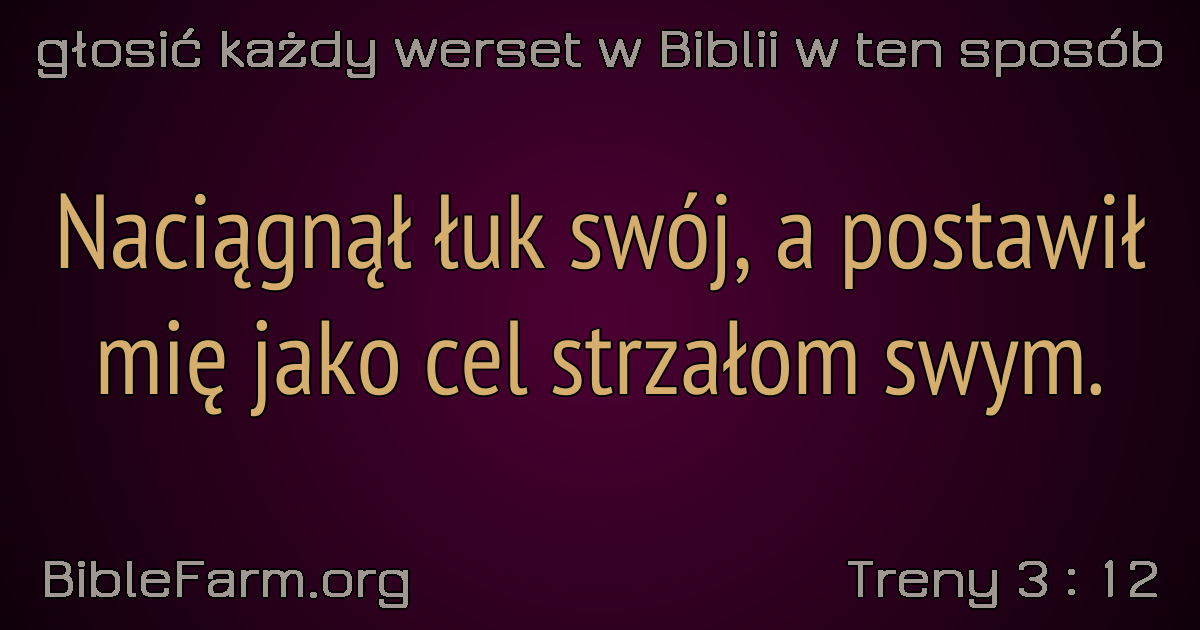 głosić każdy werset w Biblii w ten sposób
Naciągnął łuk swój, a postawił
mię jako cel strzałom swym.
BibleFarm.org
Treny 3 : 12